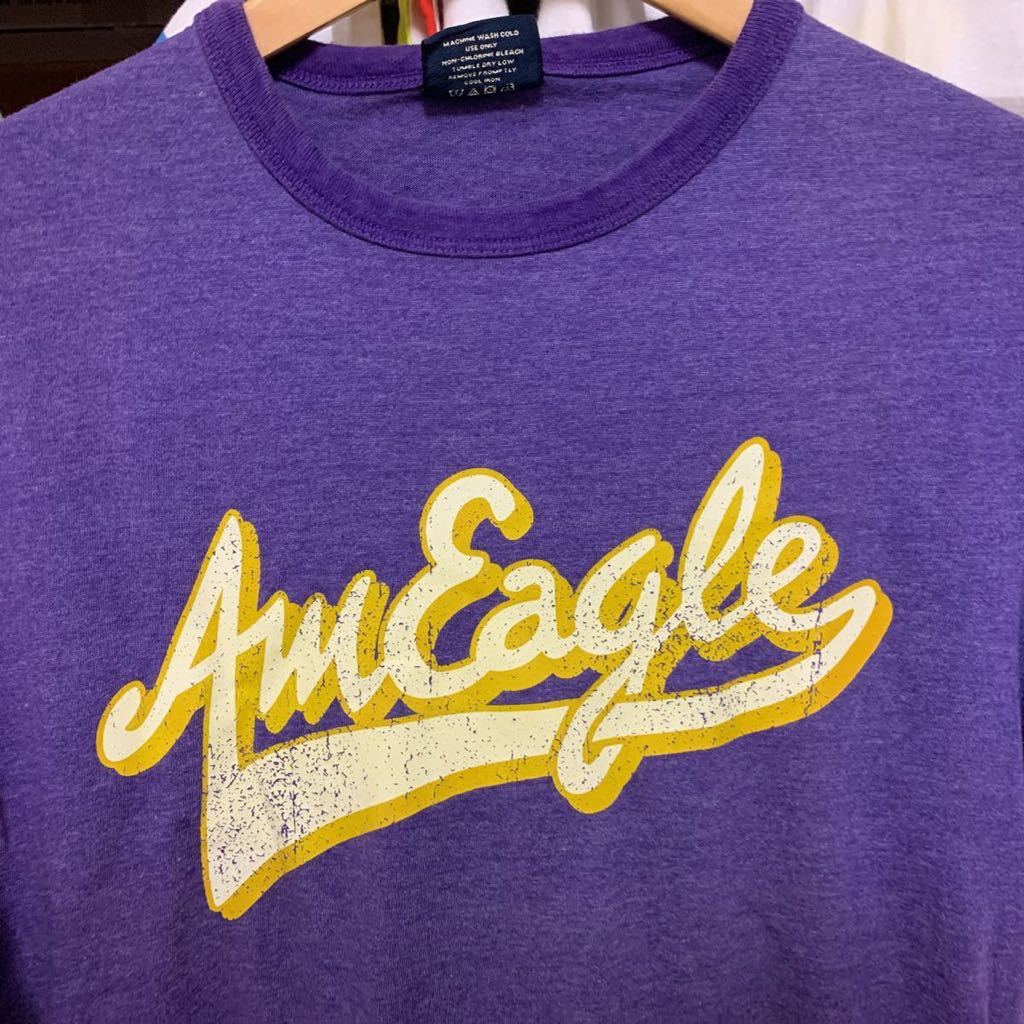 MACHINE WASH COLD
USE ONLY
NON-CHLORINE BLEACH
TUMBLE DRY LOW
REMOVE PROMPTLY
COOL IRON
AmEagle